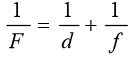 1/F = 1/d + 1/f